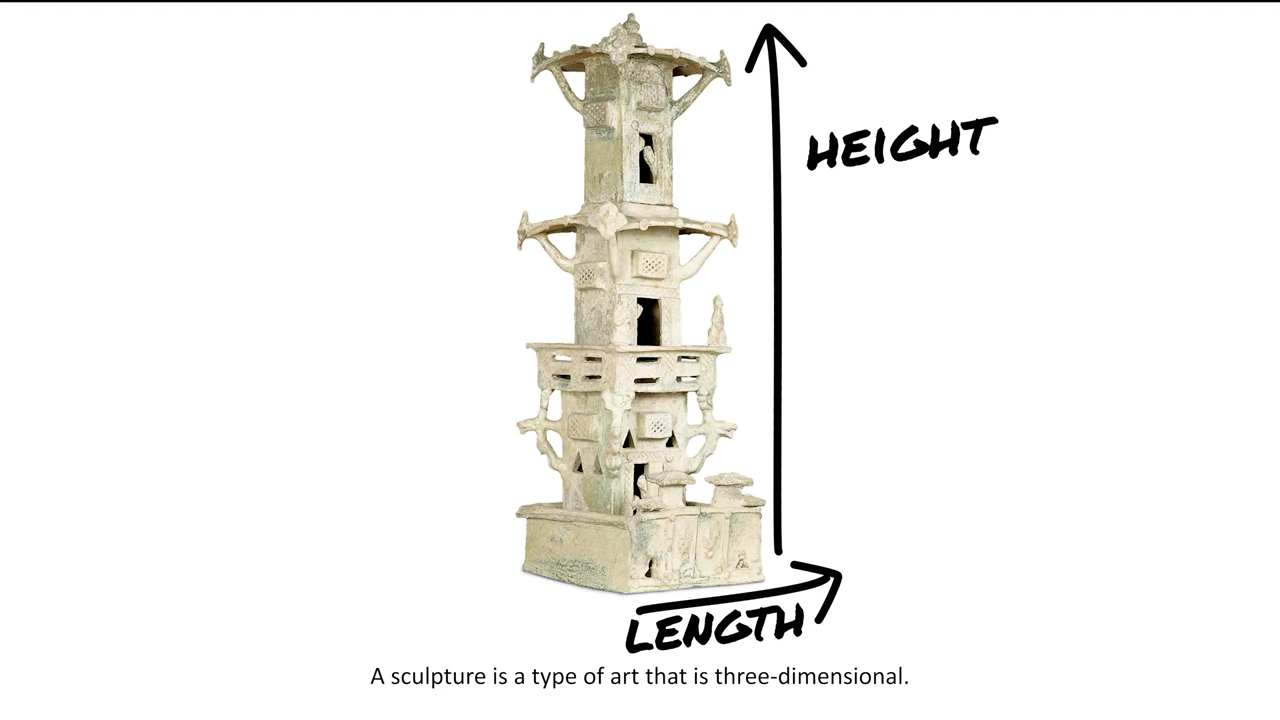 HEIGHT
LENGTH
A sculpture is a type of art that is three-dimensional.